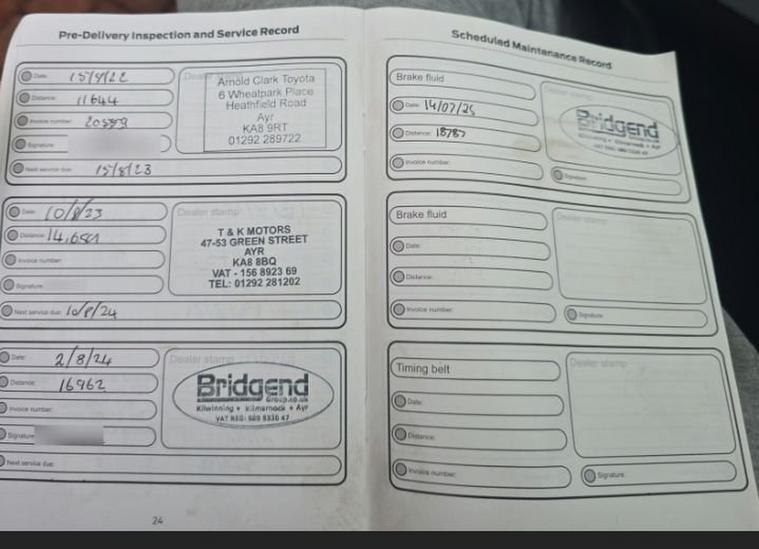 Pre-Delivery Inspection and Service Record
Date:
Distance: 11644
Invoice number:
Signature
Next service due: 15/8/23
Arnold Clark Toyota
6 Wheatpark Place
Heathfield Road
Ayr
KA8 9RT
01292 289722
Date: 10/8/23
Distance:
Invoice number:
Signature
Next service due: 10/8/24
Dealer stamp
T & K MOTORS
47-53 GREEN STREET
AYR
KA8 8BQ
VAT - 156 8923 69
TEL: 01292 281202
Date: 2/8/24
Distance: 16962
Invoice number:
Signature
Next service due:
Dealer stamp
Bridgend
Group.co.uk
Kilwinning • Kilmarnock • Ayr
24
Scheduled Maintenance Record
Brake fluid
Date: 14/07/25
Distance: 18787
Invoice number:
Bridgend
Signature
Brake fluid
Date:
Distance:
Invoice number:
Dealer stamp
Signature:
Timing belt
Date:
Distance:
Invoice number:
Dealer stamp
Signature: